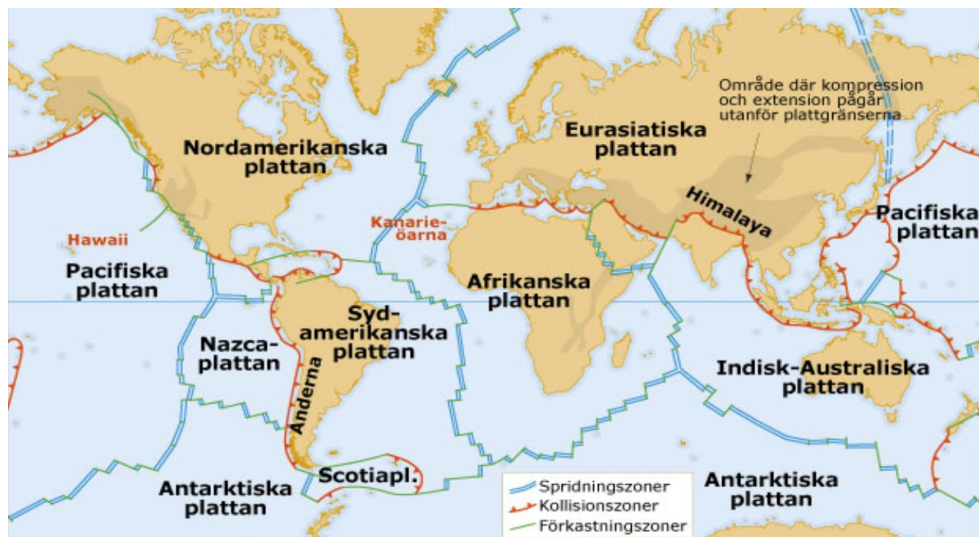 Område där kompression
och extension pågår
utanför plattgränserna
Nordamerikanska
plattan
Eurasiatiska
plattan
Himalaya
Pacifiska
plattan
Kanarie-
öarna
Hawaii
Pacifiska
plattan
Afrikanska
plattan
Syd-
amerikanska
plattan
Nazca-
plattan
Anderna
Indisk-Australiska
plattan
Scotiapl.
Antarktiska
plattan
Antarktiska
plattan
Spridningszoner
Kollisionszoner
Förkastningszoner